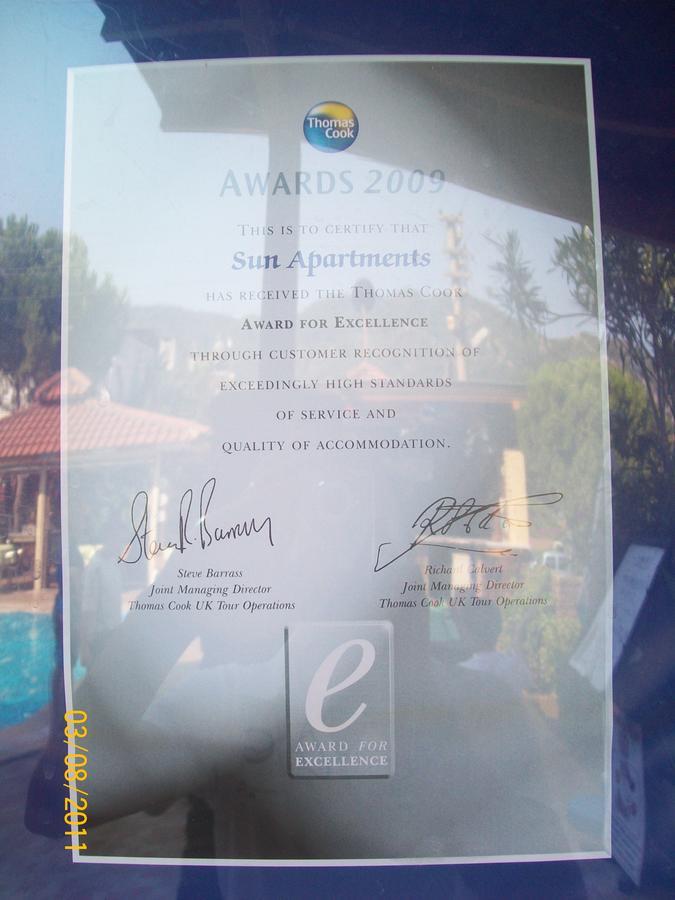 Thomas
Cook
AWARDS 2009
THIS IS TO CERTIFY THAT
Sun Apartments
HAS RECEIVED THE THOMAS COOK
AWARD FOR EXCELLENCE
THROUGH CUSTOMER RECOGNITION OF
EXCEEDINGLY HIGH STANDARDS
OF SERVICE AND
QUALITY OF ACCOMMODATION.
Steve R. Barrass
Steve Barrass
Joint Managing Director
Thomas Cook UK Tour Operations
Richard Calvert
Joint Managing Director
Thomas Cook UK Tour Operations
e
AWARD FOR
EXCELLENCE
03/08/2011